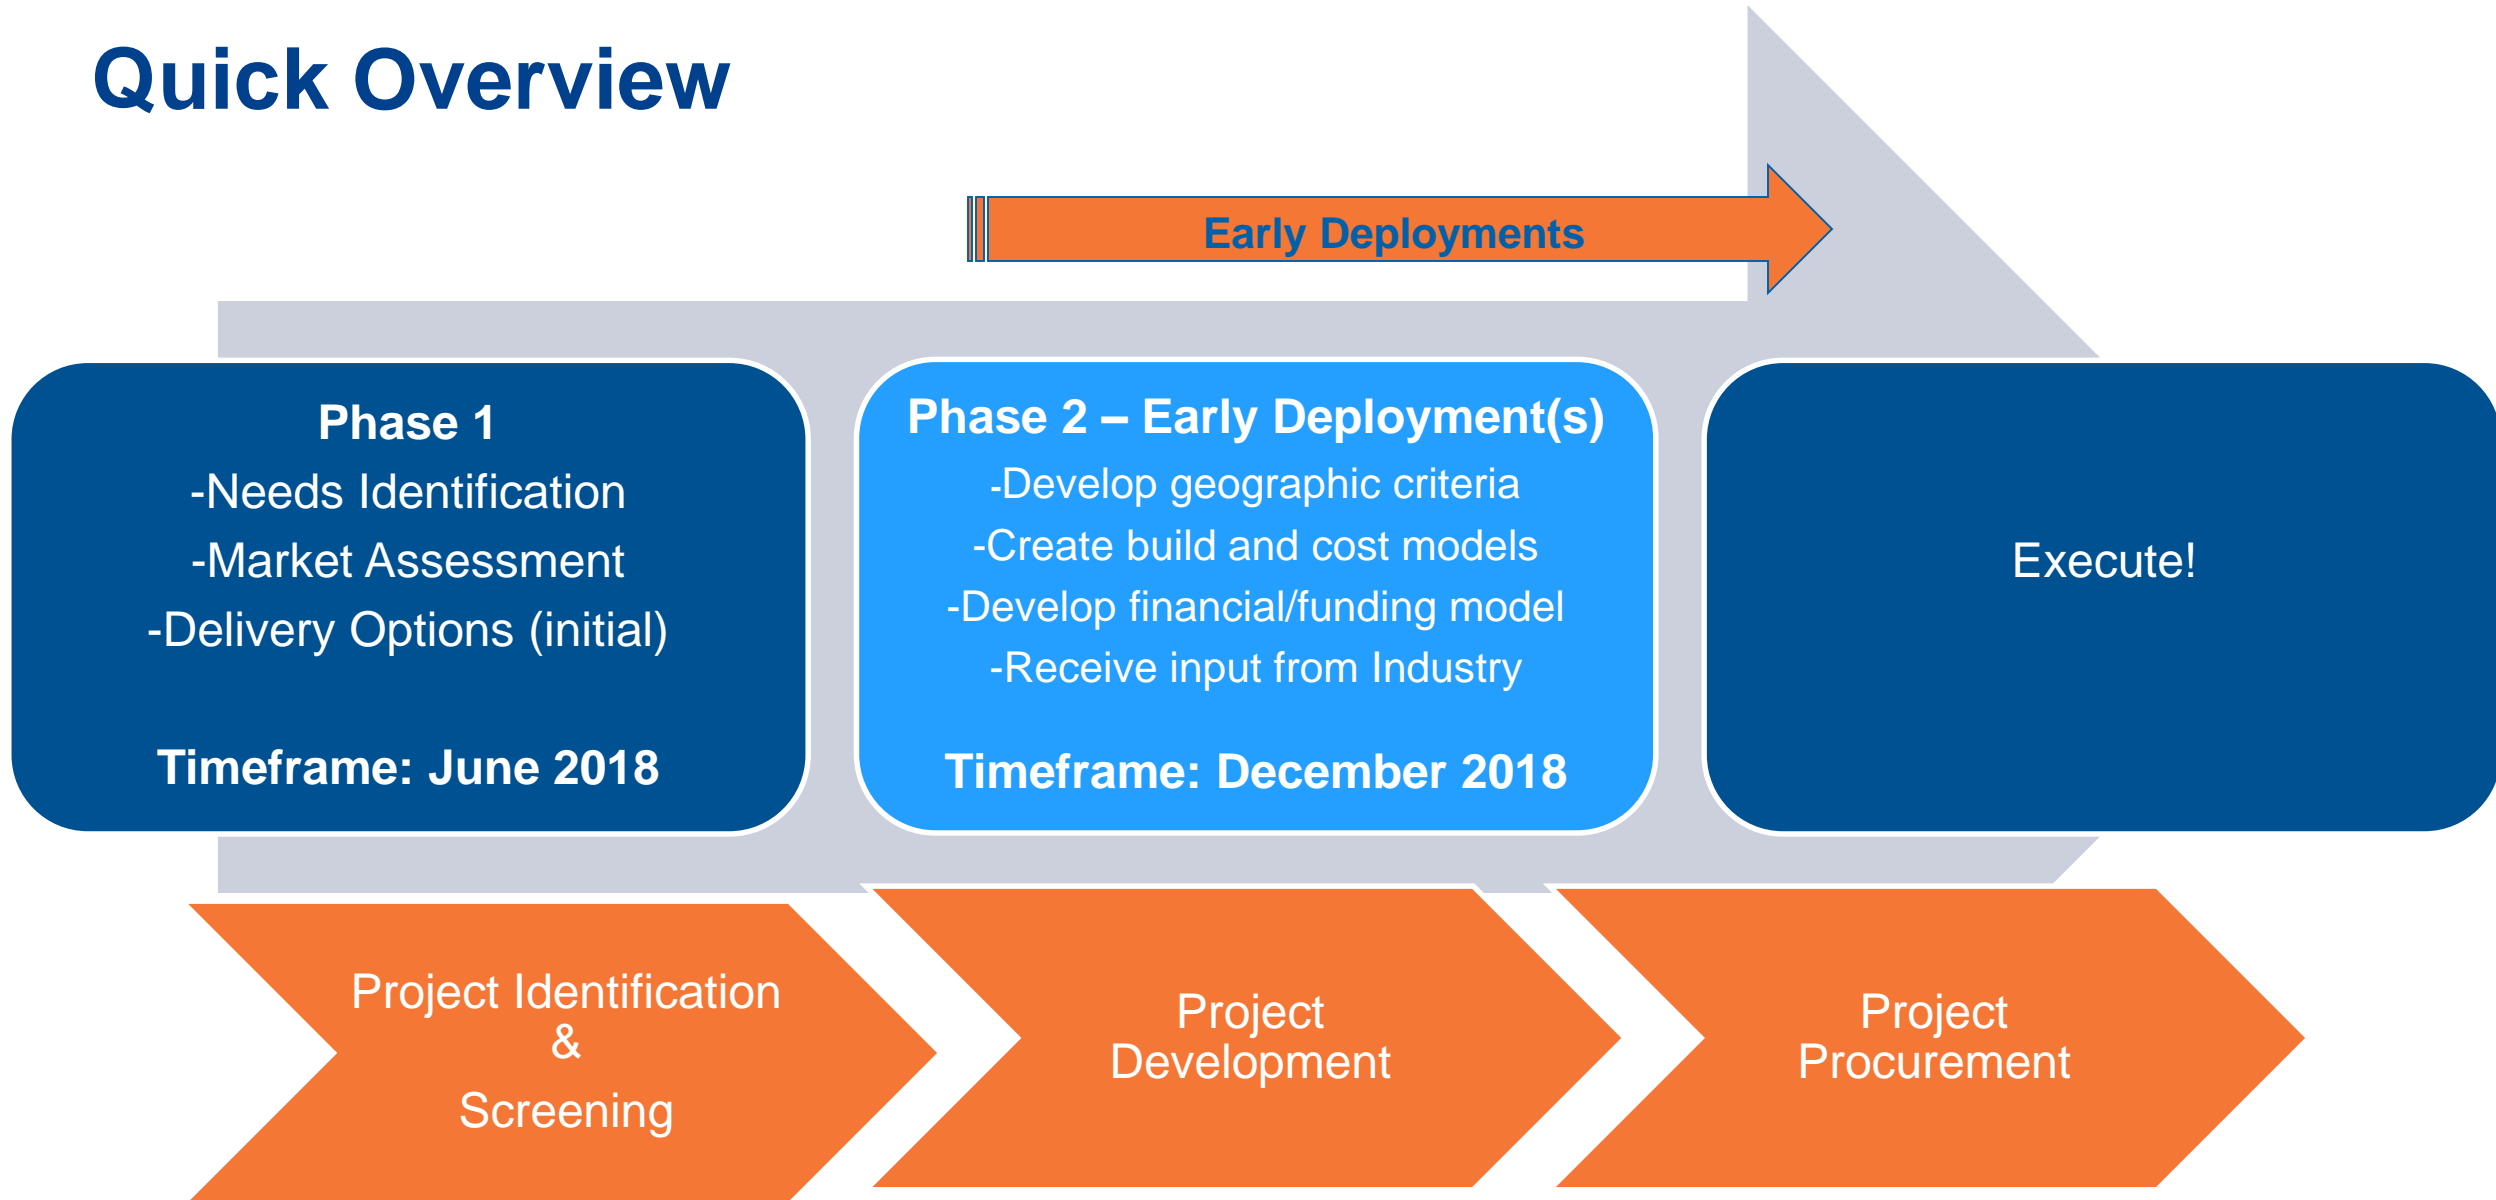 Quick Overview
Early Deployments
Phase 1
-Needs Identification
-Market Assessment
-Delivery Options (initial)
Timeframe: June 2018
Phase 2 – Early Deployment(s)
-Develop geographic criteria
-Create build and cost models
-Develop financial/funding model
-Receive input from Industry
Timeframe: December 2018
Execute!
Project Identification
&
Screening
Project
Development
Project
Procurement